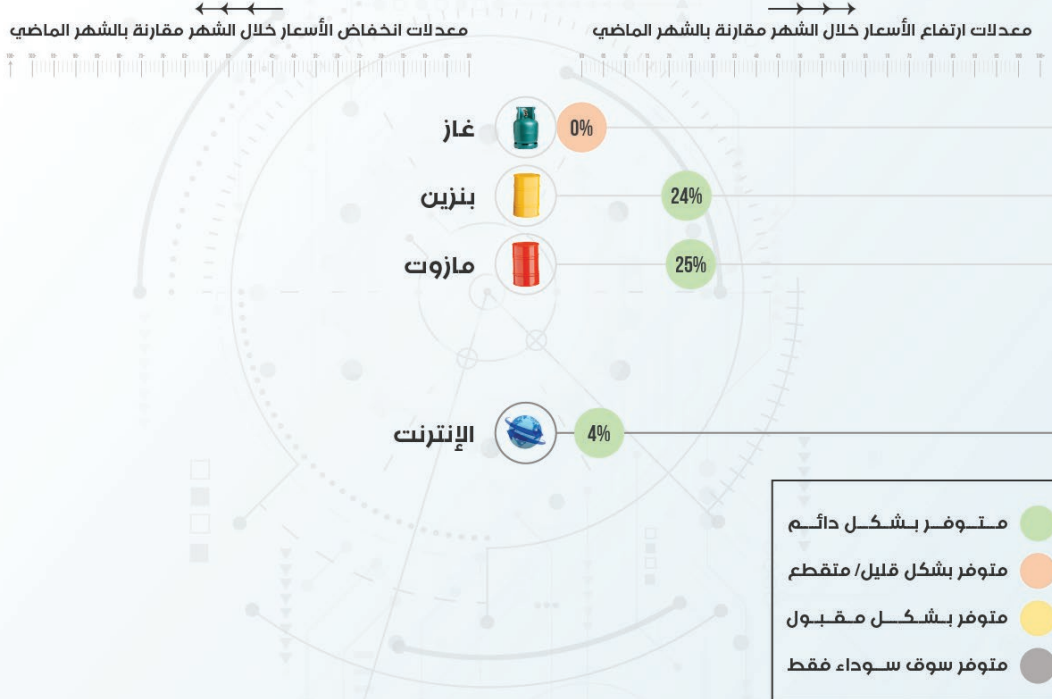 معدلات ارتفاع الأسعار خلال الشهر مقارنة بالشهر الماضي
معدلات انخفاض الأسعار خلال الشهر مقارنة بالشهر الماضي
غاز 0%
بنزين 24%
مازوت 25%
الإنترنت 4%
متوفر بشكل دائم
متوفر بشكل قليل/ متقطع
متوفر بشكل مقبول
متوفر سوق سوداء فقط